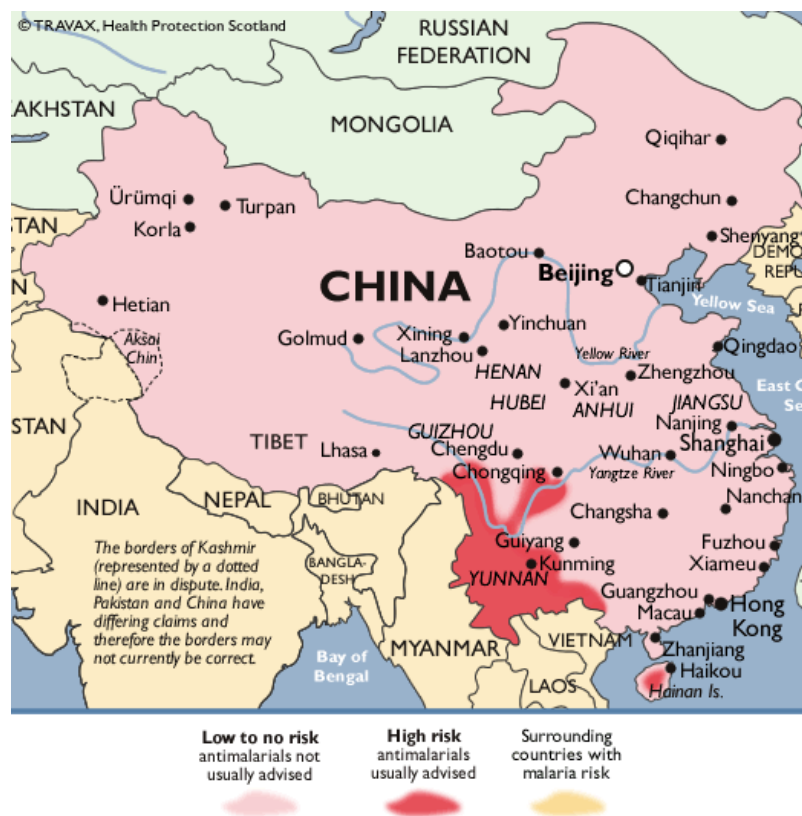 © TRAVAX, Health Protection Scotland
RUSSIAN
FEDERATION
AKHSTAN
MONGOLIA
Qiqihar
Ürümqi
Turpan
Changchun
STAN
Korla
Shenyang
Baotou
Beijing
DEMO
REPU
N
CHINA
Tianjin
Hetian
Yellow Sea
Aksai
Chin
Golmud
Xining
Yinchuan
Lanzhou
Yellow River
Qingdao
HENAN
Zhengzhou
Xi'an
East C
Se
HUBEI
ANHUI
JIANGSU
STAN
GUIZHOU
Nanjing
TIBET
Lhasa
Chengdu
Wuhan
Shanghai
Chongqing
Yangtze River
Ningbo
INDIA
NEPAL
BHUTAN
Nanchan
Changsha
The borders of Kashmir
(represented by a dotted
line) are in dispute. India,
Pakistan and China have
differing claims and
therefore the borders may
not currently be correct.
BANGLA-
DESH
Guiyang
Fuzhou
Kunming
Xiameu
YUNNAN
Guangzhou
Macau
Hong
Kong
MYANMAR
VIETNAM
Bay of
Bengal
Zhanjiang
Haikou
LAOS
Hainan Is.
Low to no risk
antimalarials not
usually advised
High risk
antimalarials
usually advised
Surrounding
countries with
malaria risk